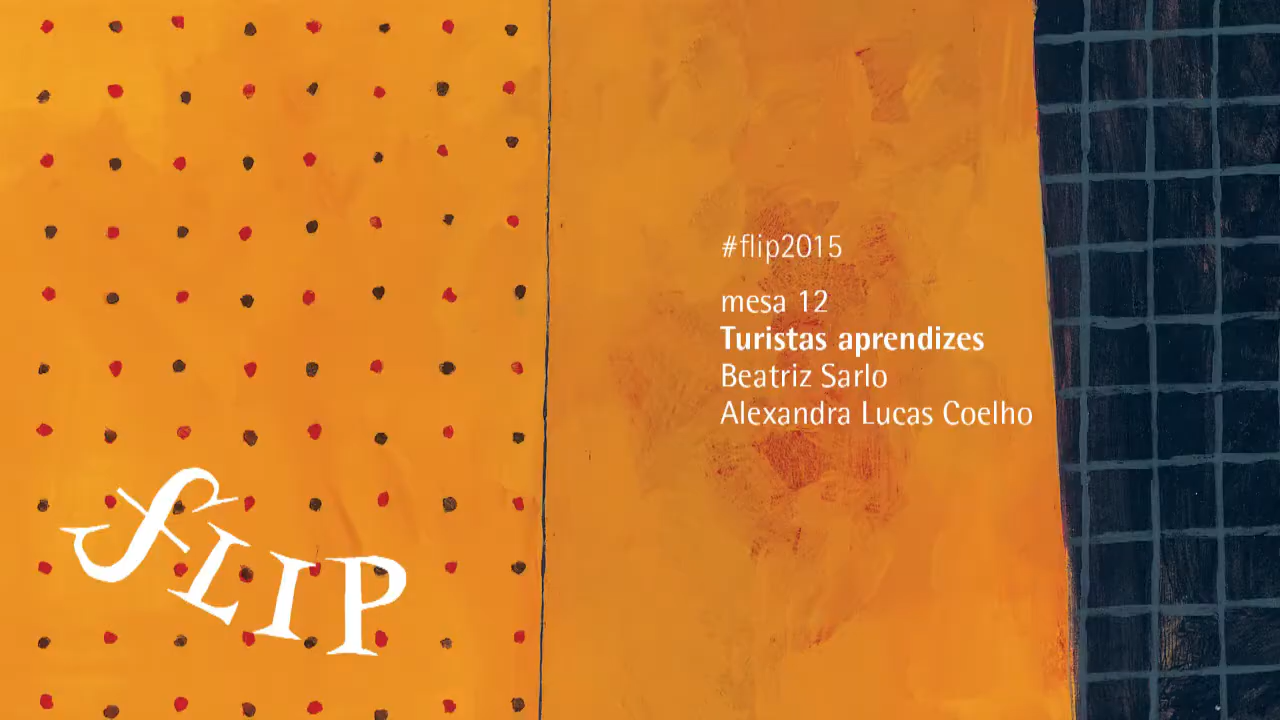 #flip2015
mesa 12
Turistas aprendizes
Beatriz Sarlo
Alexandra Lucas Coelho
fLIP